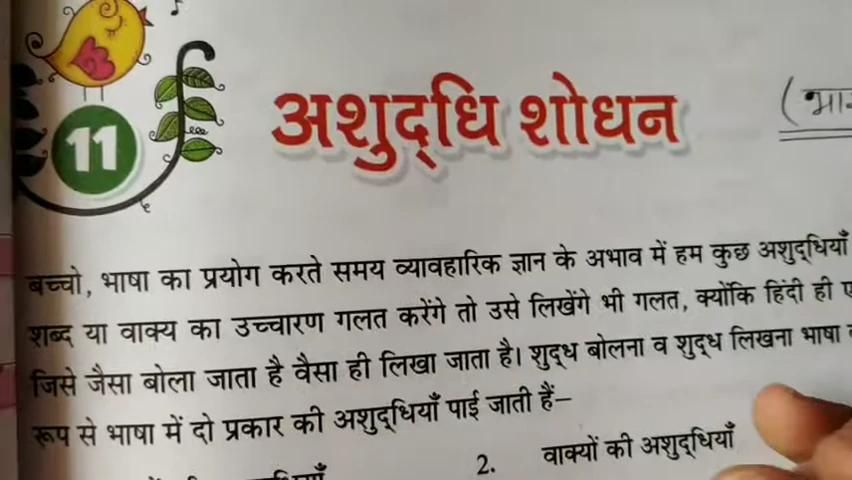 11
अशुद्धि शोधन
बच्चो, भाषा का प्रयोग करते समय व्यावहारिक ज्ञान के अभाव में हम कुछ अशुद्धियाँ
शब्द या वाक्य का उच्चारण गलत करेंगे तो उसे लिखेंगे भी गलत, क्योंकि हिंदी ही
जिसे जैसा बोला जाता है वैसा ही लिखा जाता है। शुद्ध बोलना व शुद्ध लिखना भाषा
रूप से भाषा में दो प्रकार की अशुद्धियाँ पाई जाती हैं–
2. वाक्यों की अशुद्धियाँ